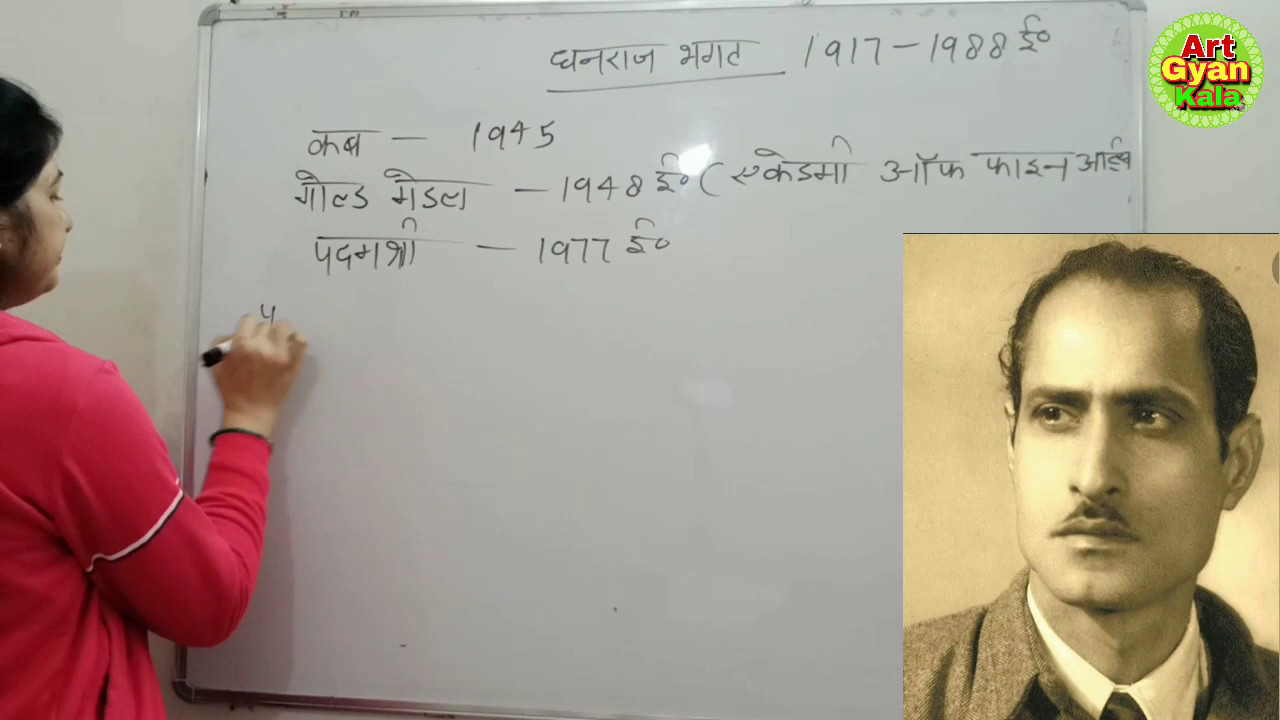 धनराज भगत 1917-1988 ई०
कब - 1945
गोल्ड मेडल - 1948 ई० ( एकेडमी ऑफ फाइन
पदमश्री - 1977 ई०
Art
Gyan
Kala